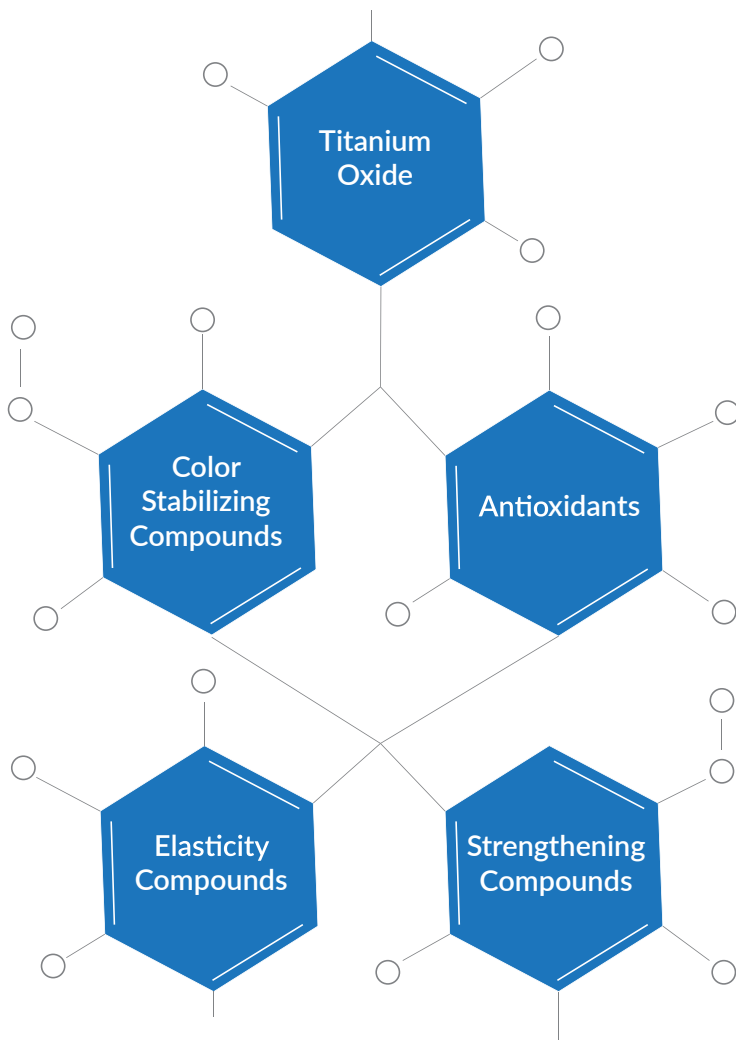 Titanium
Oxide
Color
Stabilizing
Compounds
Antioxidants
Elasticity
Compounds
Strengthening
Compounds